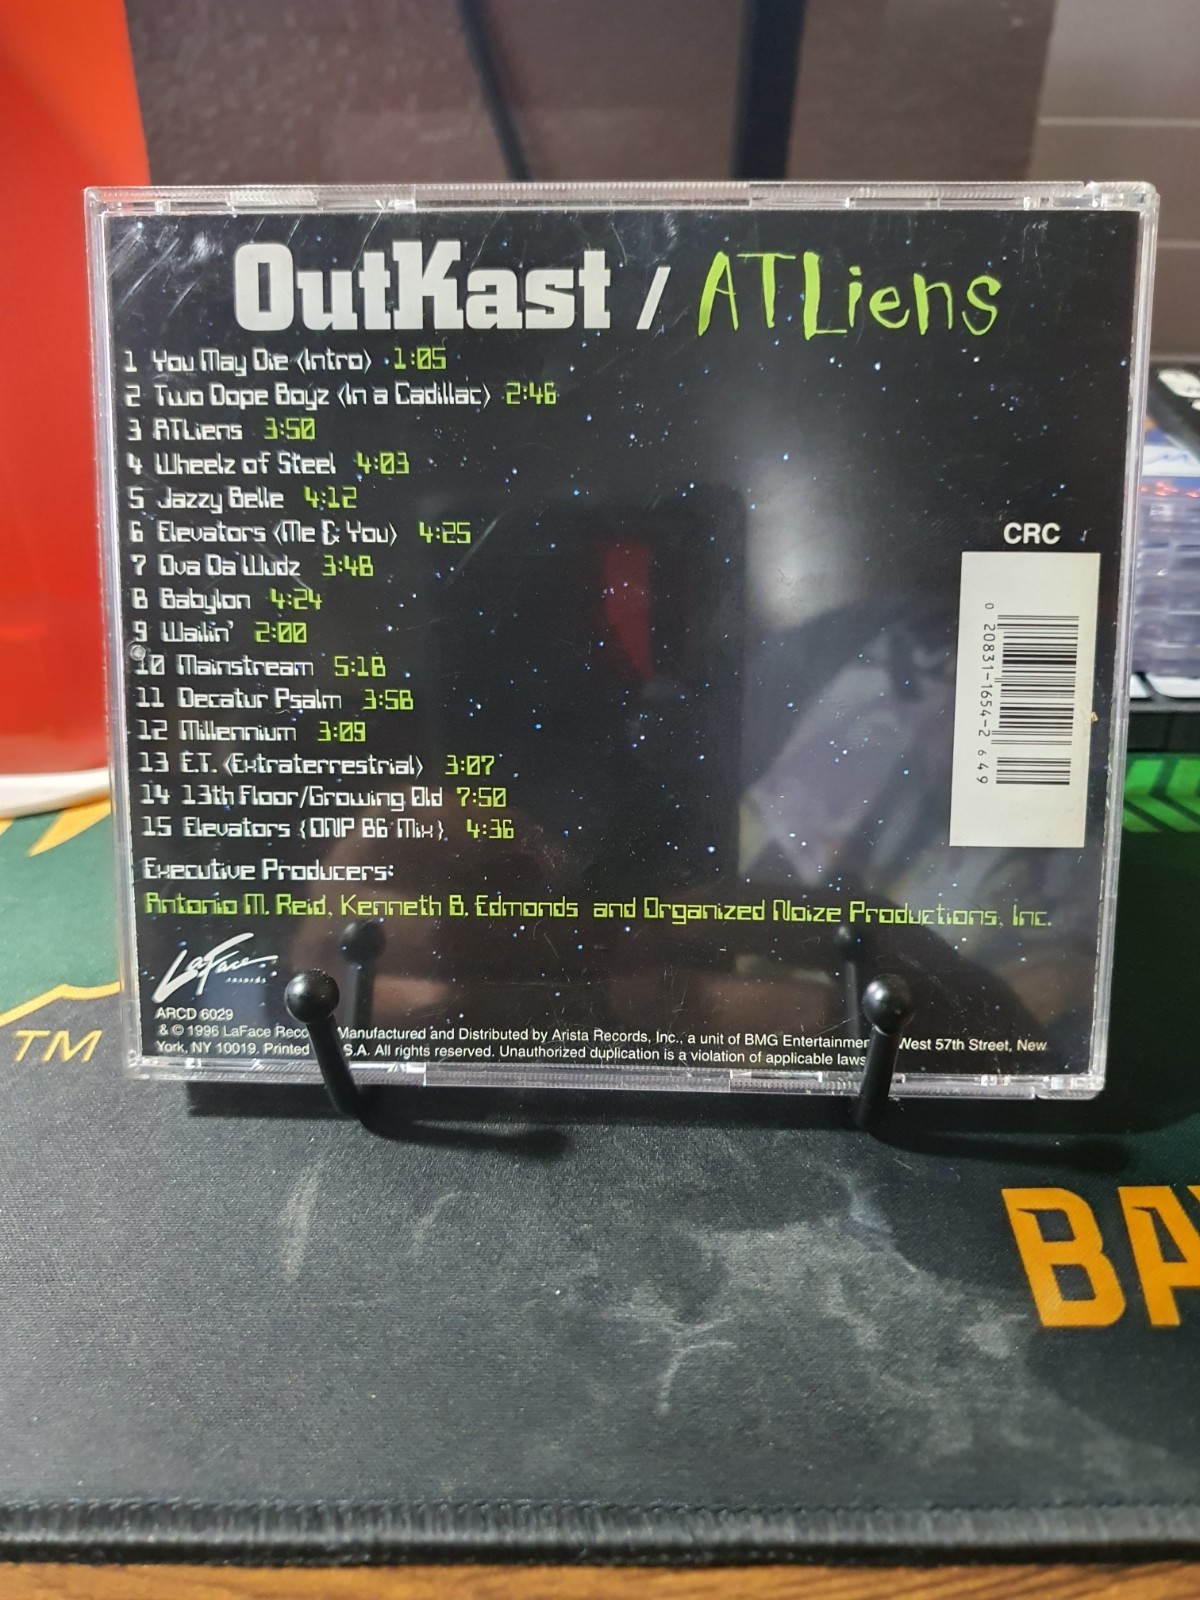 OutKast / ATLiens
1 You May Die <Intro> 1:05
2 Two Dope Boyz <In a Cadillac> 2:46
3 ATLiens 3:50
4 Wheelz of Steel 4:03
5 Jazzy Belle 4:12
6 Elevators <Me & You> 4:25
7 Ova Da Wudz 3:48
8 Babylon 4:24
9 Wailin' 2:00
10 Mainstream 5:18
11 Decatur Psalm 3:58
12 Millennium 3:09
13 E.T. <Extraterrestrial> 3:07
14 13th Floor/Growing Old 7:50
15 Elevators {ONP 86 Mix} 4:36
CRC
0 20831-1654-2 649
Executive Producers:
Antonio M. Reid, Kenneth B. Edmonds and Organized Noize Productions, Inc.
LaFace
records
ARCD 6029
& © 1996 LaFace Manufactured and Distributed by Arista Records, Inc., a unit of BMG West 57th Street, New
York, NY 10019. Printed S.A. All rights reserved. Unauthorized duplication is a violation of applicable laws
TM
BA